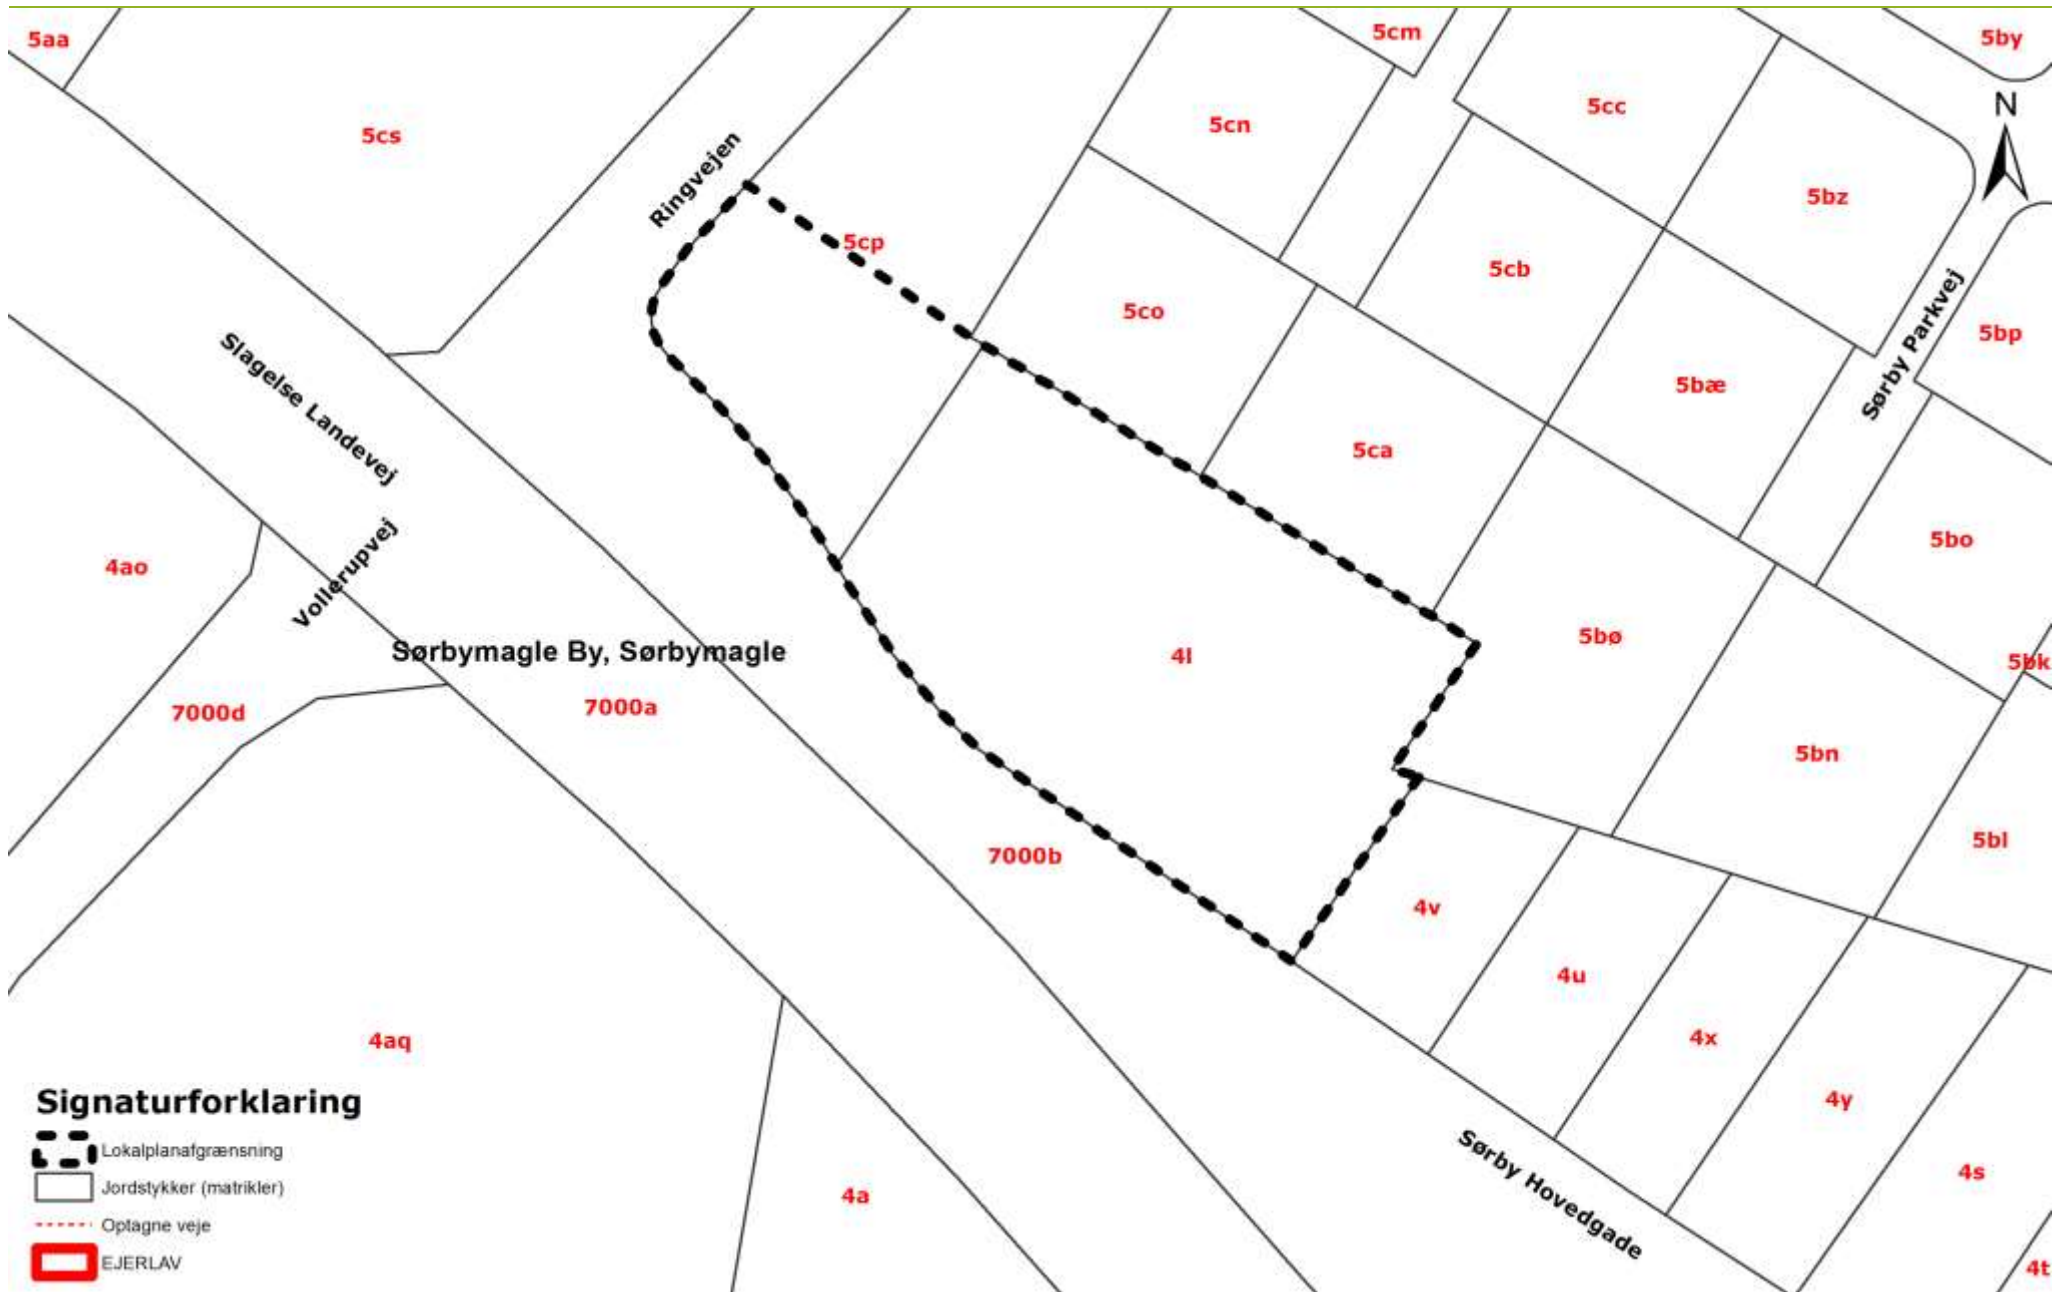 5aa
5cm
5by
N
5cs
5cn
5cc
Ringvejen
5bz
5cp
5cb
5co
Sørby Parkvej
5bp
5bæ
Slagelse Landevej
5ca
5bo
4ao
Vollerupvej
5bø
Sørbymagle By, Sørbymagle
4l
5bk
7000d
7000a
5bn
5bl
7000b
4v
4u
4aq
4x
4y
Signaturforklaring
Lokalplanafgrænsning
Jordstykker (matrikler)
Optagne veje
EJERLAV
4a
Sørby Hovedgade
4s
4t